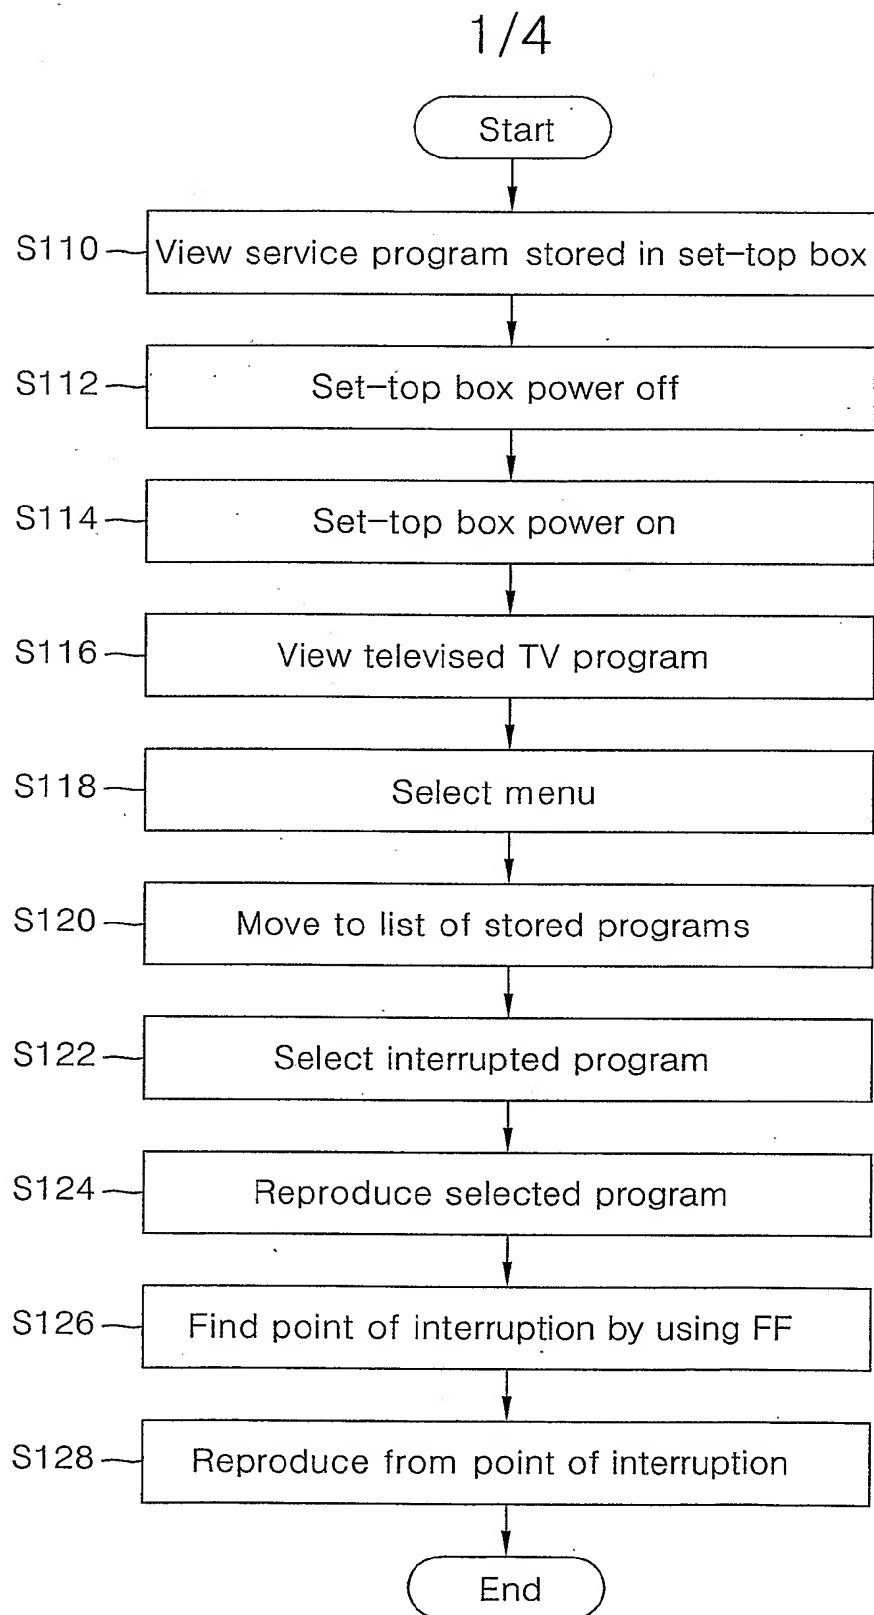 1/4
Start
S110 View service program stored in set-top box
S112 Set-top box power off
S114 Set-top box power on
S116 View televised TV program
S118 Select menu
S120 Move to list of stored programs
S122 Select interrupted program
S124 Reproduce selected program
S126 Find point of interruption by using FF
S128 Reproduce from point of interruption
End